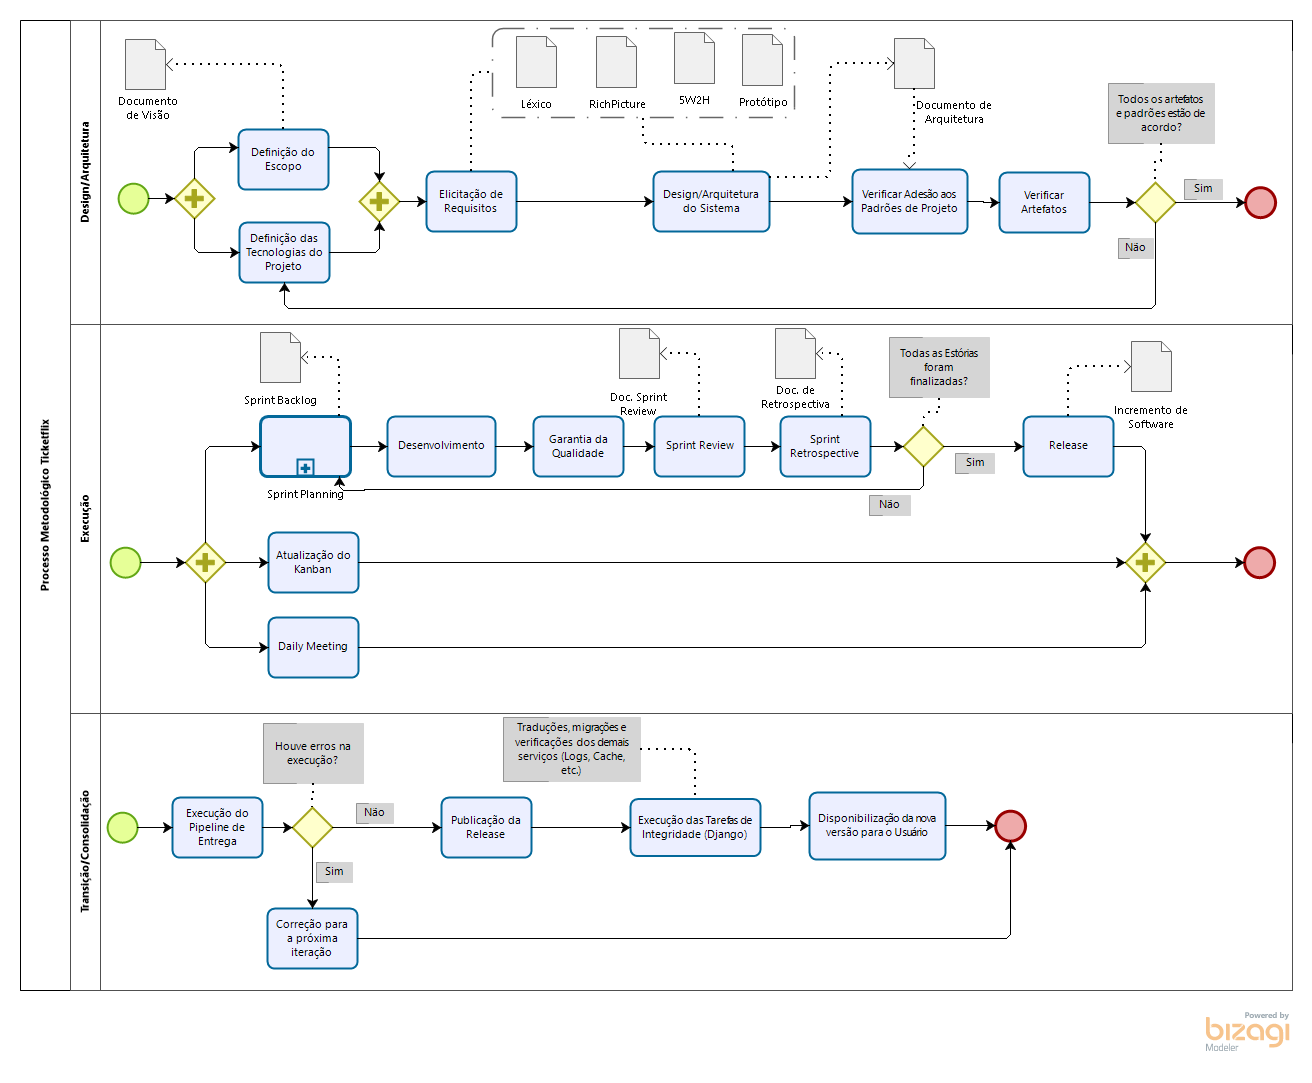 Processo Metodológico Ticketflix
Design/Arquitetura
Documento
de Visão
Definição do
Escopo
Definição das
Tecnologias do
Projeto
Elicitação de
Requisitos
Léxico
RichPicture
5W2H
Protótipo
Design/Arquitetura
do Sistema
Documento de
Arquitetura
Verificar Adesão aos
Padrões de Projeto
Verificar
Artefatos
Todos os artefatos
e padrões estão de
acordo?
Sim
Não
Execução
Sprint Backlog
Sprint Planning
Desenvolvimento
Garantia da
Qualidade
Doc. Sprint
Review
Sprint Review
Doc. de
Retrospectiva
Sprint
Retrospective
Todas as Estórias
foram
finalizadas?
Sim
Não
Release
Incremento de
Software
Atualização do
Kanban
Daily Meeting
Transição/Consolidação
Execução do
Pipeline de
Entrega
Houve erros na
execução?
Não
Sim
Correção para
a próxima
iteração
Publicação da
Release
Traduções, migrações e
verificações dos demais
serviços (Logs, Cache,
etc.)
Execução das Tarefas de
Integridade (Django)
Disponibilização da nova
versão para o Usuário
Powered by
bizagi
Modeler